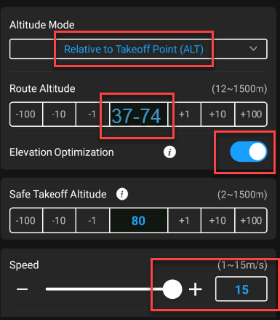 Altitude Mode
Relative to Takeoff Point (ALT)
Route Altitude (12~1500m)
-100 -10 -1 37-74 +1 +10 +100
Elevation Optimization i
Safe Takeoff Altitude i (2~1500m)
-100 -10 -1 80 +1 +10 +100
Speed (1~15m/s)
− + 15